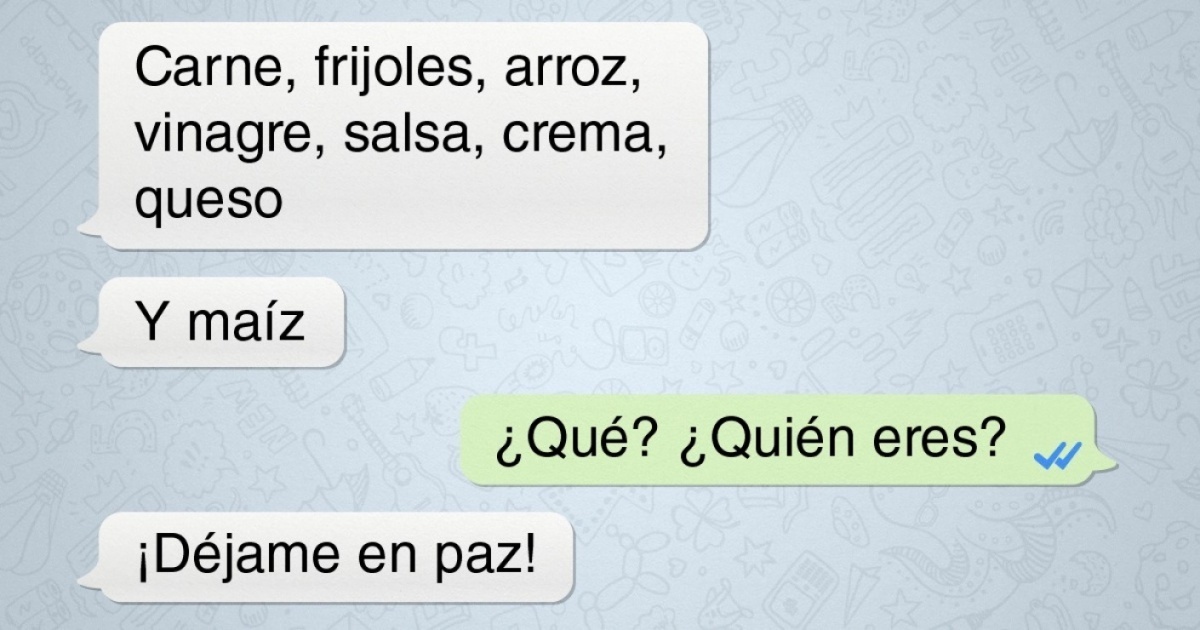 Carne, frijoles, arroz,
vinagre, salsa, crema,
queso
Y maíz
¿Qué? ¿Quién eres?
¡Déjame en paz!